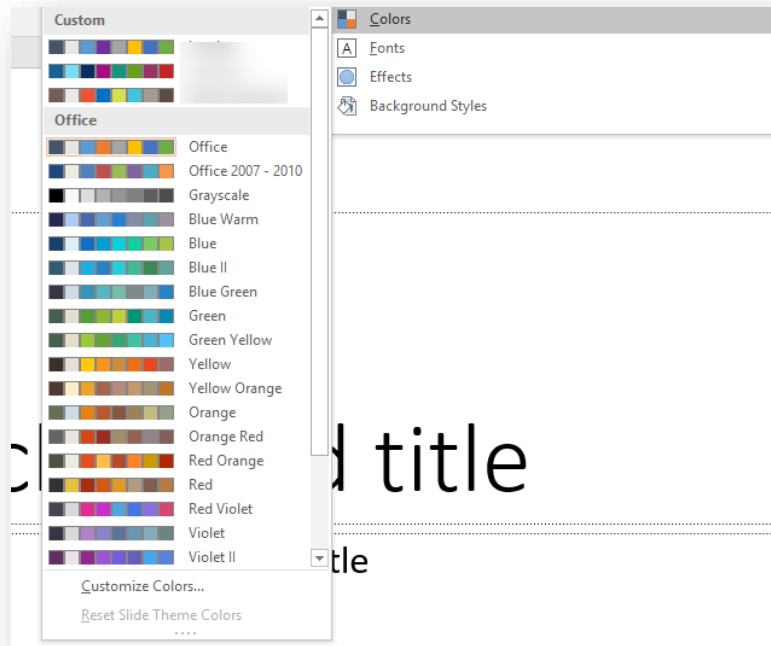 Custom
Office
Office
Office 2007 - 2010
Grayscale
Blue Warm
Blue
Blue II
Blue Green
Green
Green Yellow
Yellow
Yellow Orange
Orange
Orange Red
Red Orange
Red
Red Violet
Violet
Violet II
Customize Colors...
Reset Slide Theme Colors
Colors
Fonts
Effects
Background Styles
title